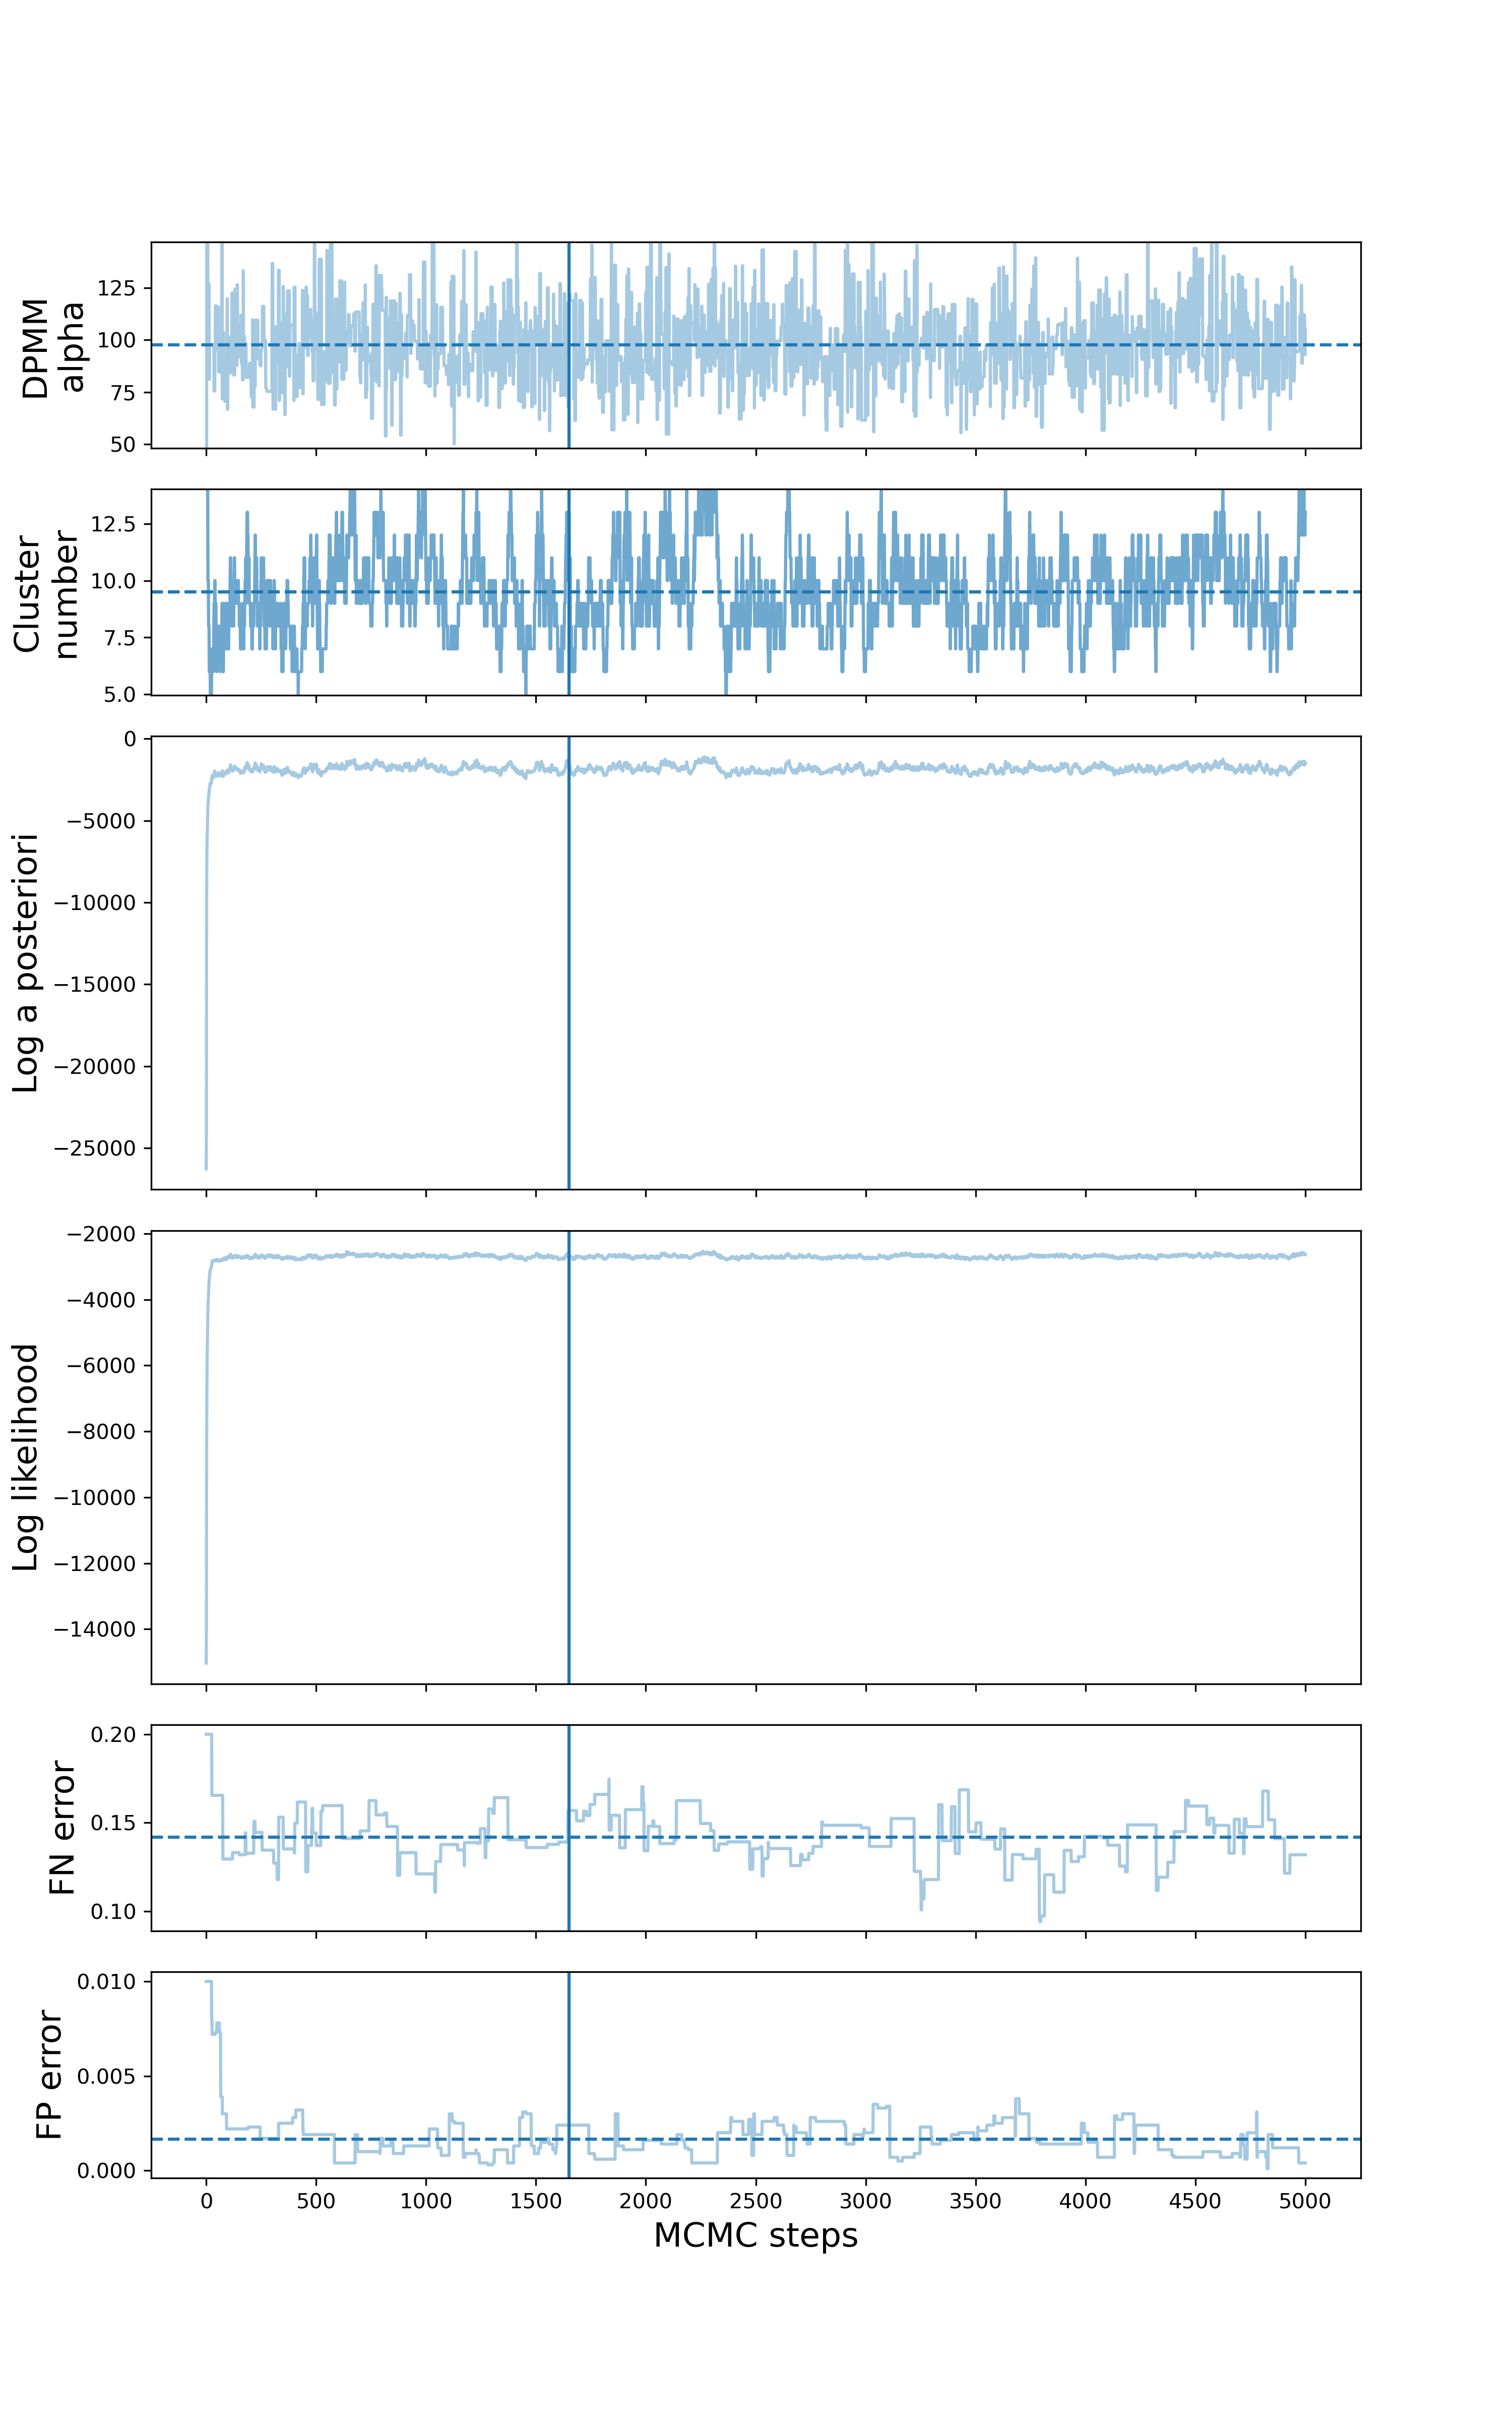 DPMM
alpha
125
100
75
50
Cluster
number
12.5
10.0
7.5
5.0
Log a posteriori
0
−5000
−10000
−15000
−20000
−25000
Log likelihood
−2000
−4000
−6000
−8000
−10000
−12000
−14000
FN error
0.20
0.15
0.10
FP error
0.010
0.005
0.000
0 500 1000 1500 2000 2500 3000 3500 4000 4500 5000
MCMC steps